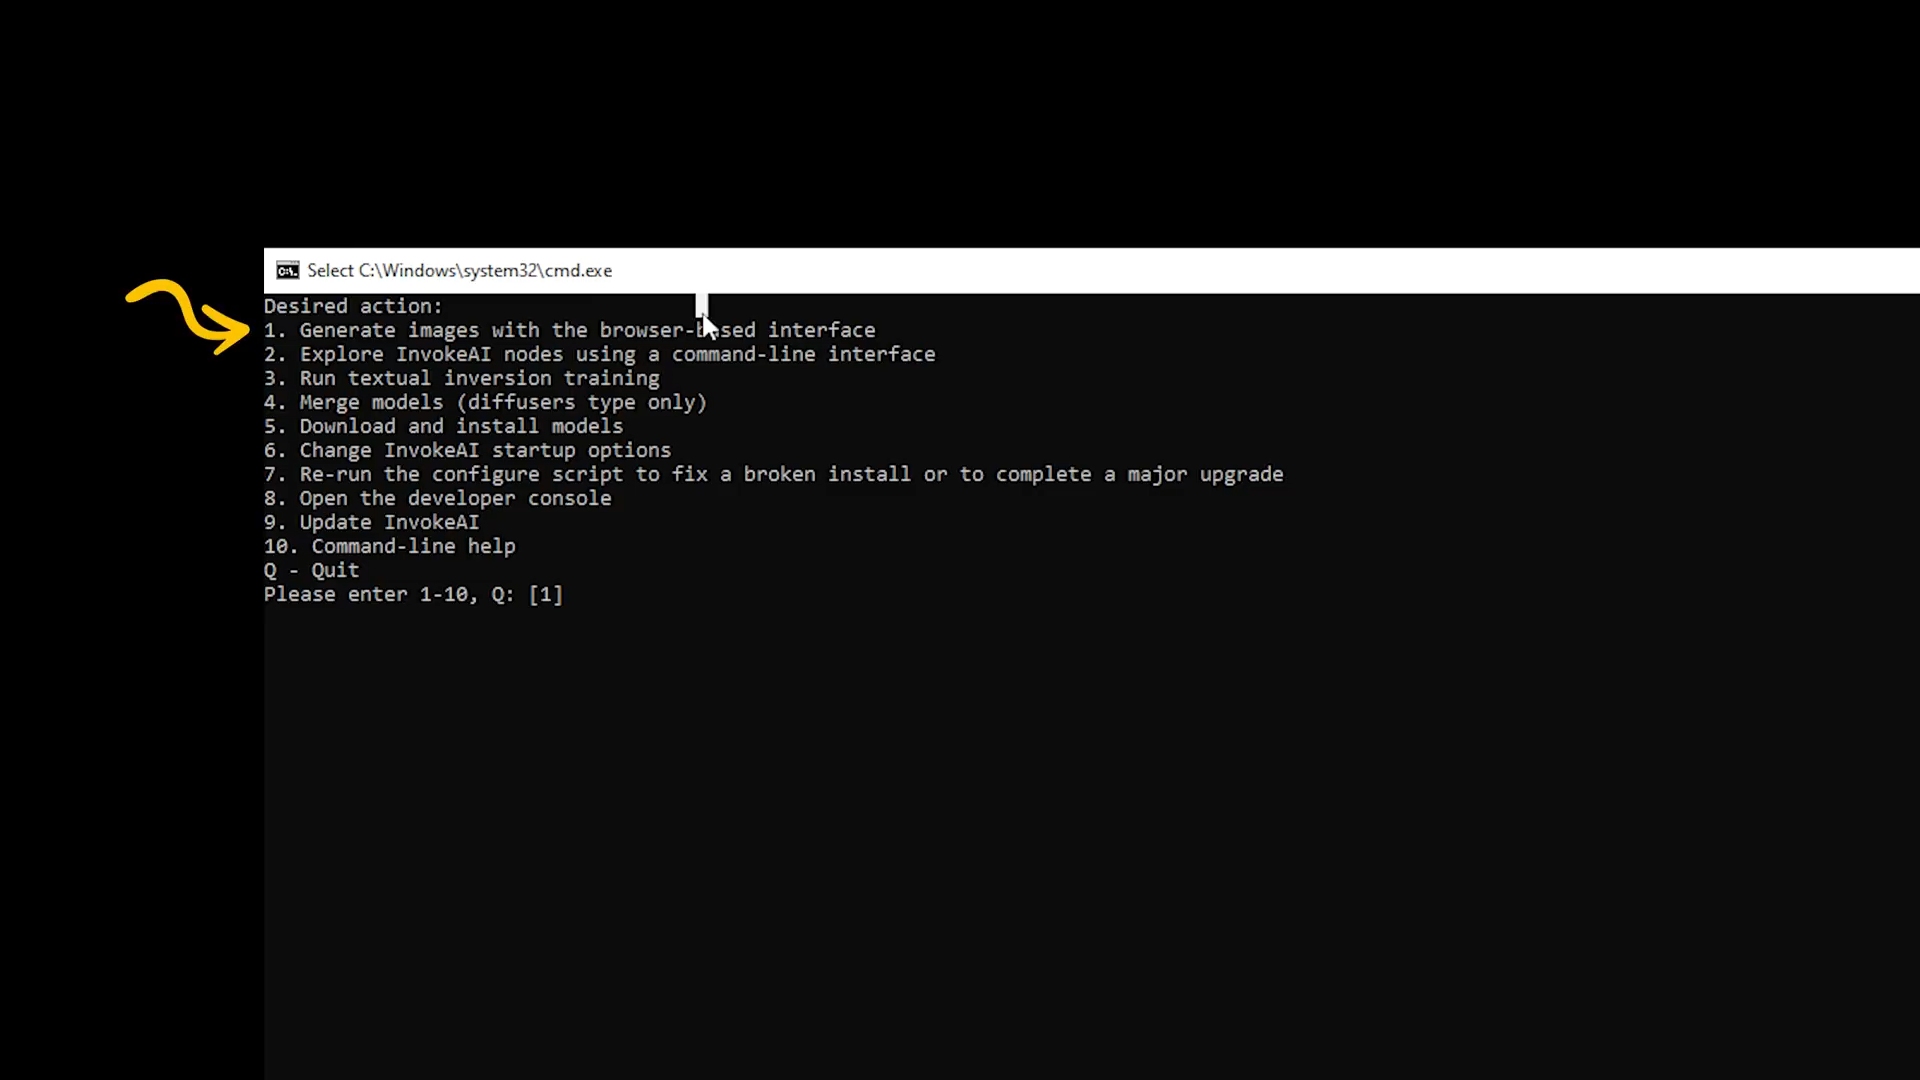 Select C:\Windows\system32\cmd.exe
Desired action:
1. Generate images with the browser-based interface
2. Explore InvokeAI nodes using a command-line interface
3. Run textual inversion training
4. Merge models (diffusers type only)
5. Download and install models
6. Change InvokeAI startup options
7. Re-run the configure script to fix a broken install or to complete a major upgrade
8. Open the developer console
9. Update InvokeAI
10. Command-line help
Q - Quit
Please enter 1-10, Q: [1]